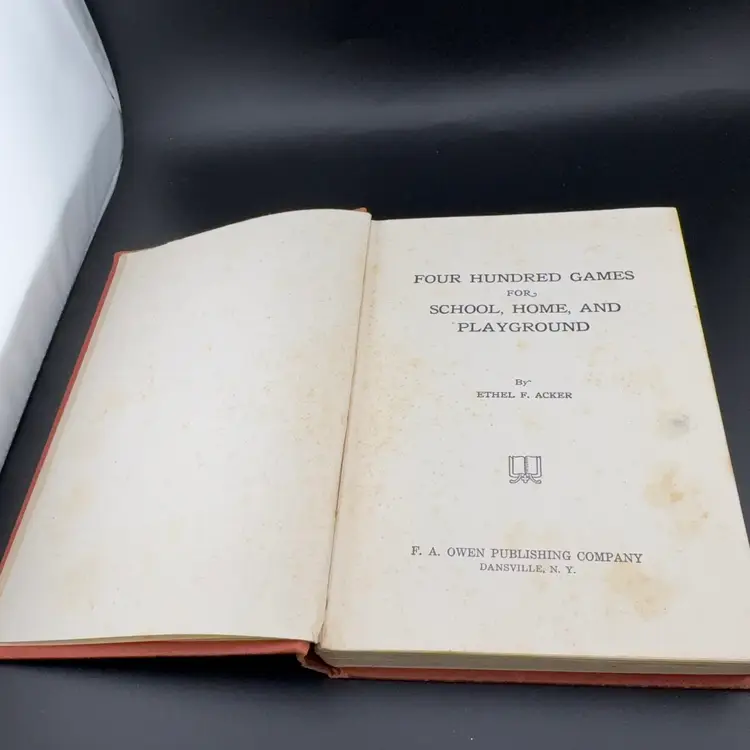 FOUR HUNDRED GAMES
FOR
SCHOOL, HOME, AND
PLAYGROUND
By
ETHEL F. ACKER
F. A. OWEN PUBLISHING COMPANY
DANSVILLE, N. Y.